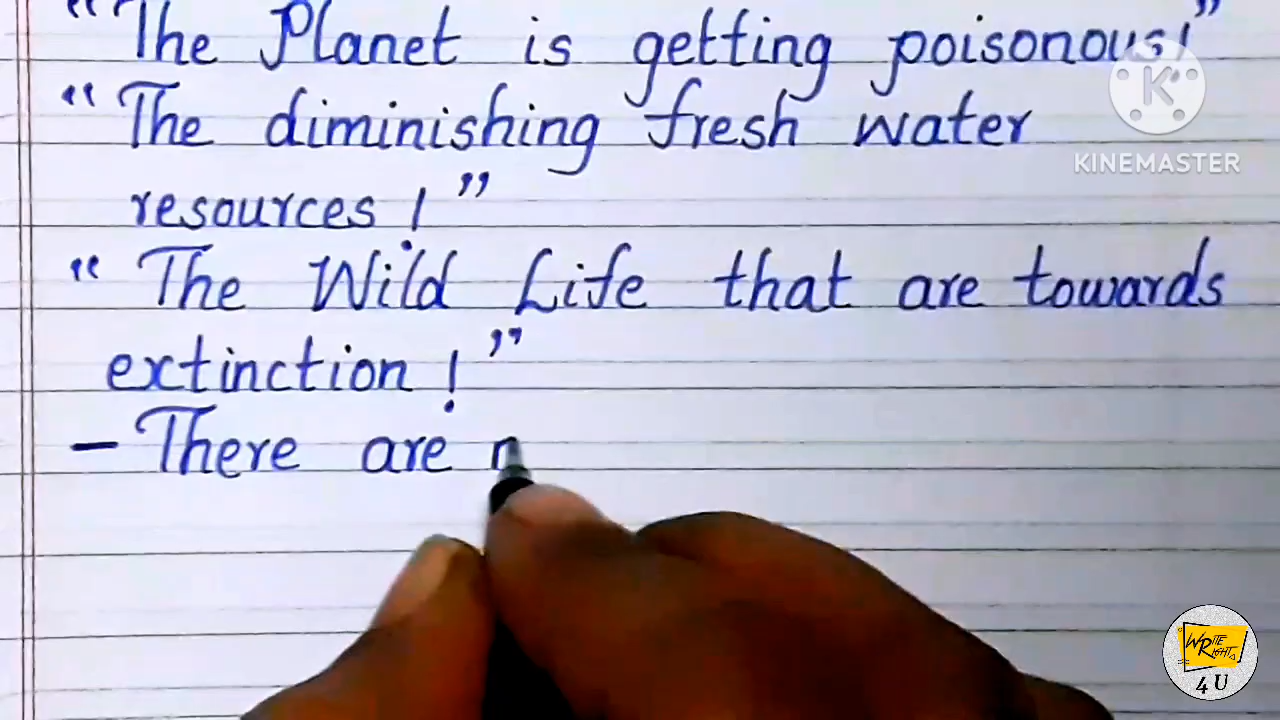 “The Planet is getting poisonous!”
“The diminishing fresh water
resources!”
“The Wild Life that are towards
extinction!”
– There are
KINEMASTER
WRITE
RIGHT
4 U